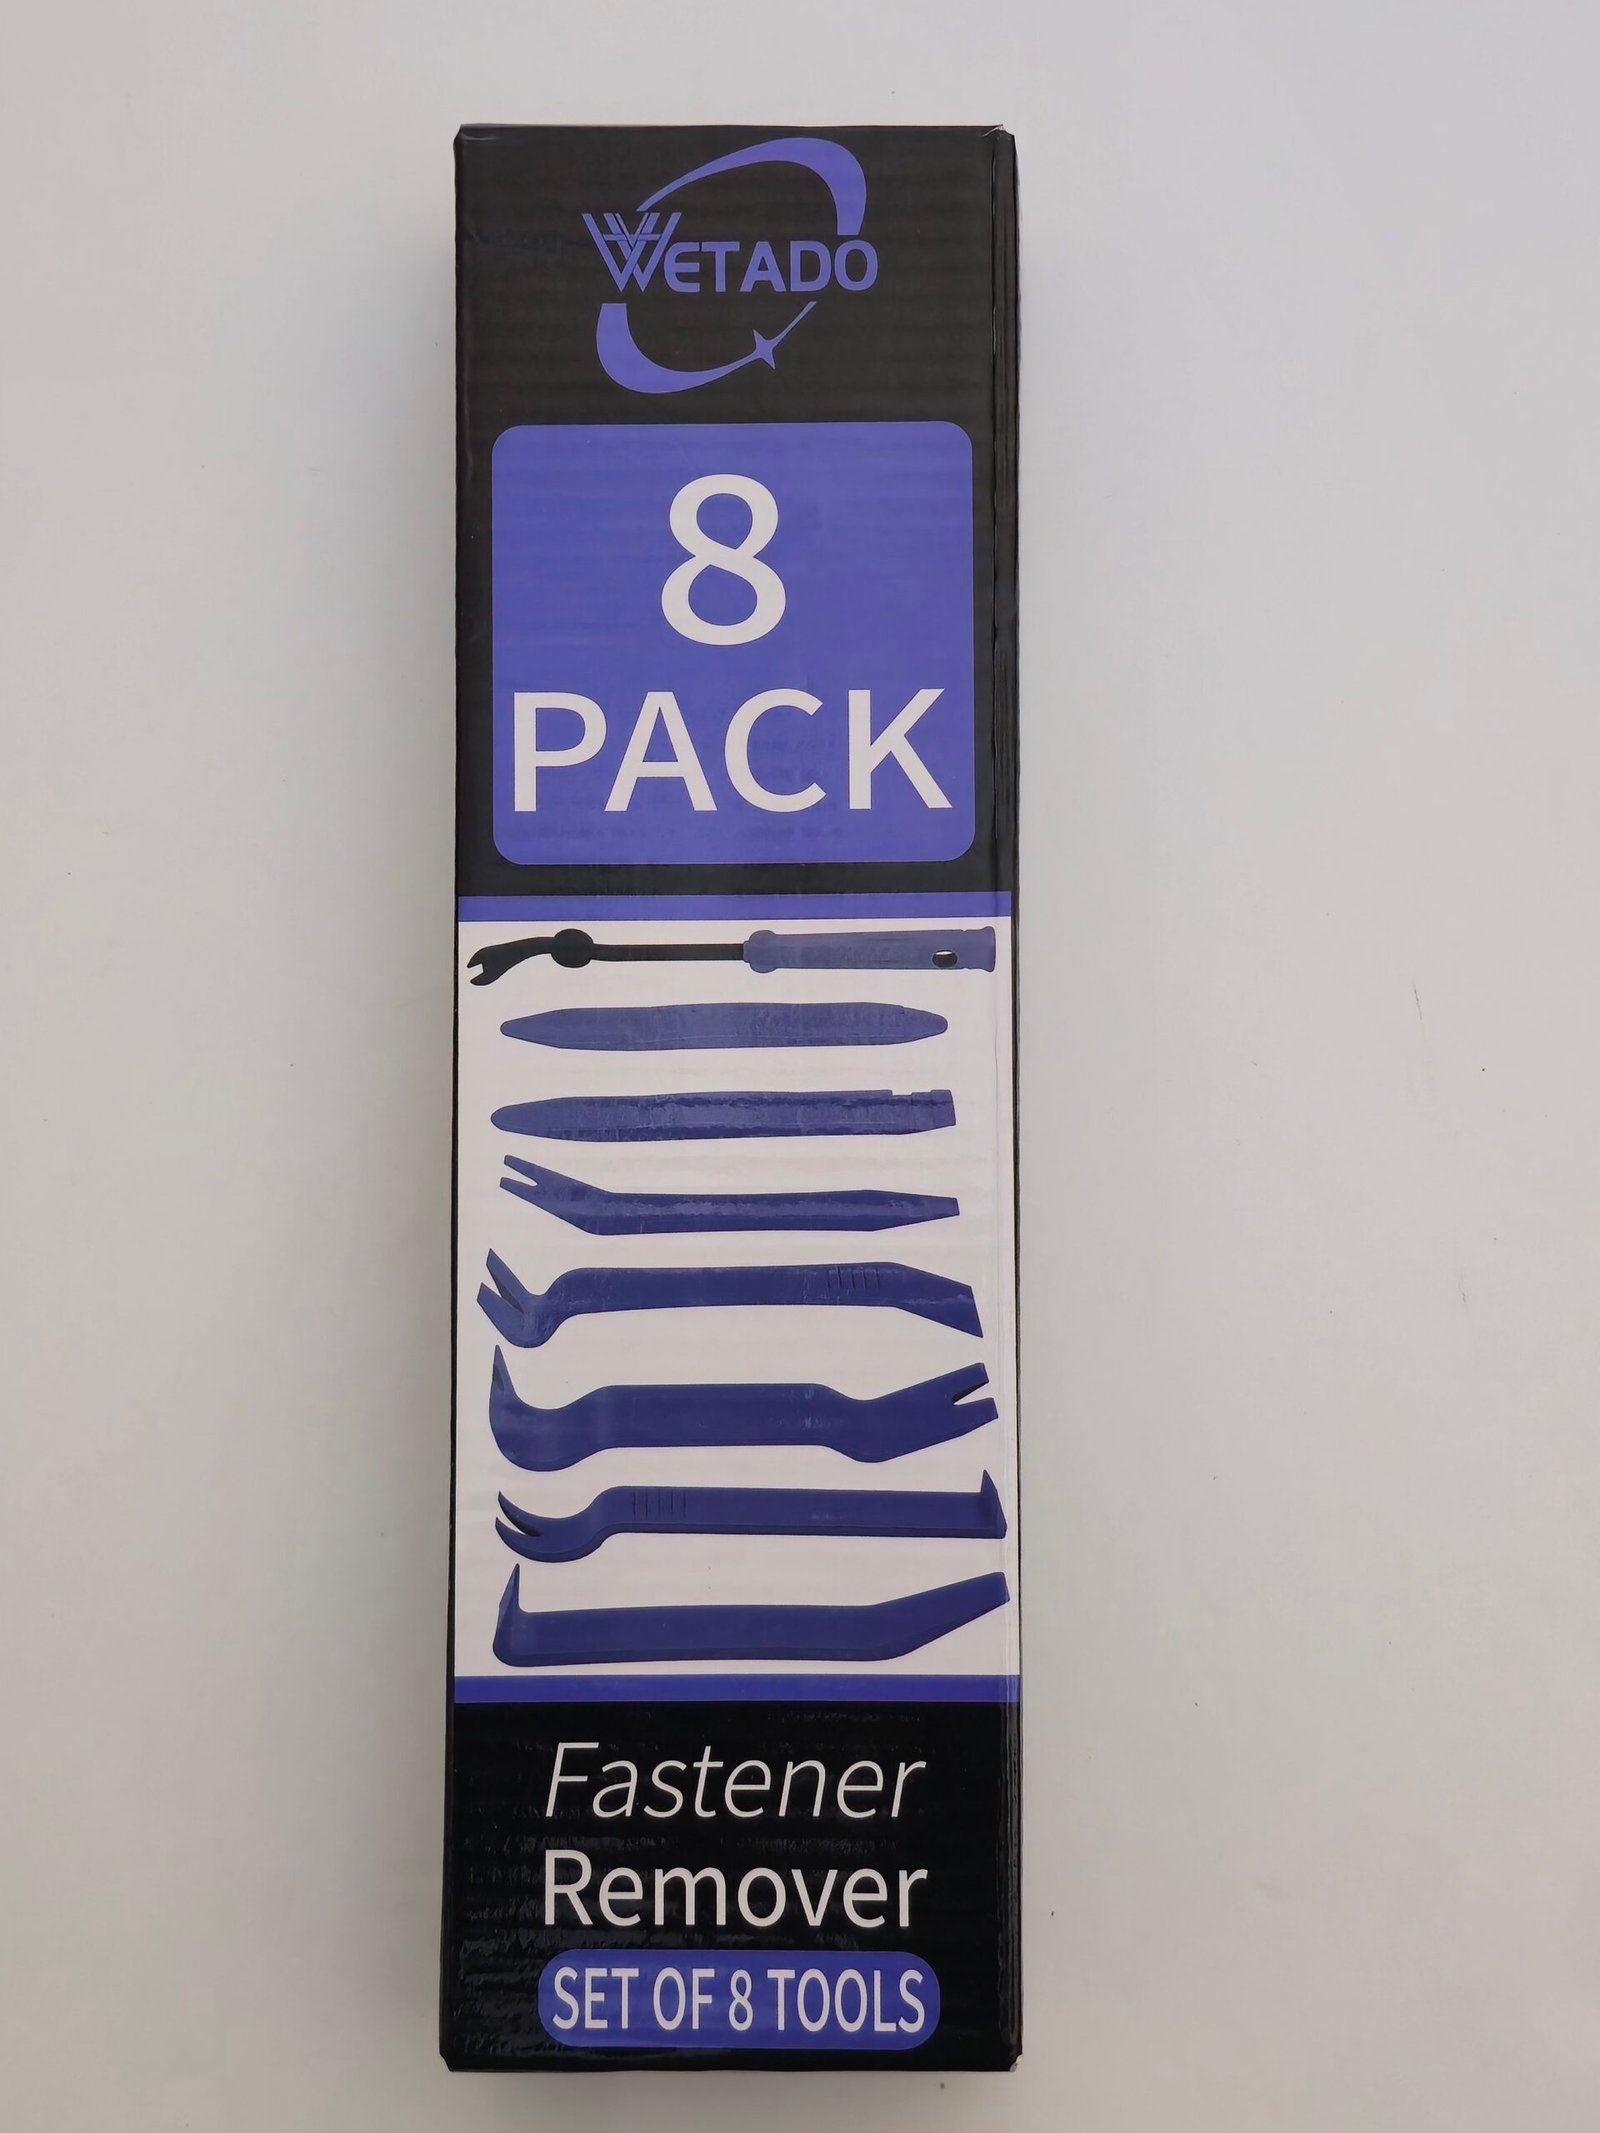 WETADO
8
PACK
Fastener
Remover
SET OF 8 TOOLS